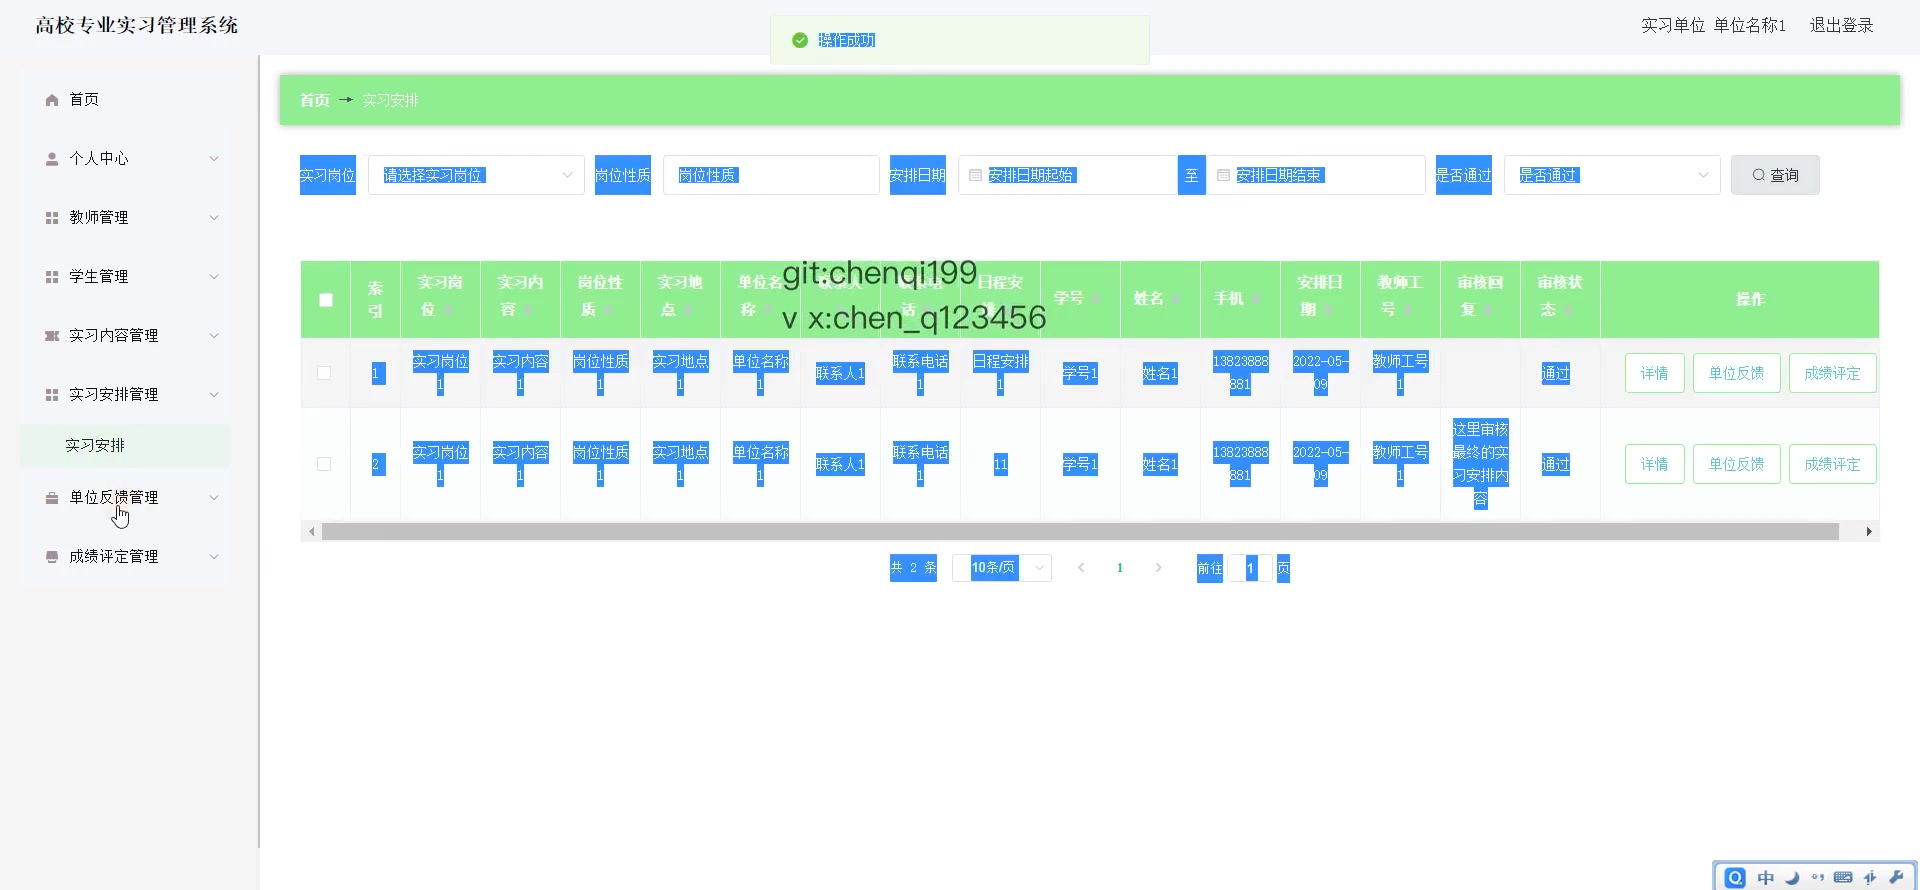 高校专业实习管理系统
操作成功
实习单位 单位名称1 退出登录
首页
个人中心
教师管理
学生管理
实习内容管理
实习安排管理
实习安排
单位反馈管理
成绩评定管理
首页 → 实习安排
实习岗位 请选择实习岗位 岗位性质 岗位性质 安排日期 安排日期起始 至 安排日期结束 是否通过 是否通过 查询
git:chenqi199
v x:chen_q123456
索引 实习岗位 实习内容 岗位性质 实习地点 单位名称 日程安 学号 姓名 手机 安排日期 教师工号 审核回复 审核状态 操作
1 实习岗位1 实习内容1 岗位性质1 实习地点1 单位名称1 联系人1 联系电话1 日程安排1 学号1 姓名1 13823888881 2022-05-09 教师工号1 通过 详情 单位反馈 成绩评定
2 实习岗位1 实习内容1 岗位性质1 实习地点1 单位名称1 联系人1 联系电话1 11 学号1 姓名1 13823888881 2022-05-09 教师工号1 这里审核最终的实习安排内容 通过 详情 单位反馈 成绩评定
共 2 条 10条/页 1 前往 1 页
中